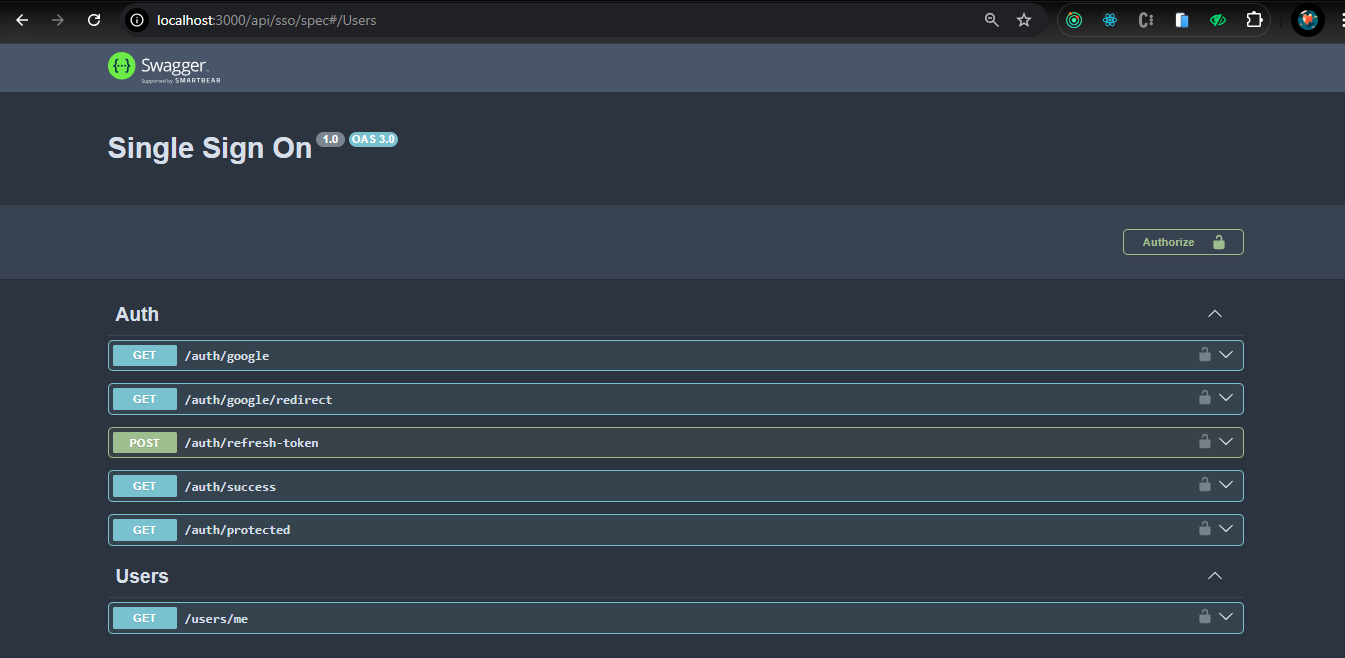 localhost:3000/api/sso/spec#/Users
Swagger
Supported by SMARTBEAR
Single Sign On 1.0 OAS 3.0
Authorize
Auth
GET /auth/google
GET /auth/google/redirect
POST /auth/refresh-token
GET /auth/success
GET /auth/protected
Users
GET /users/me